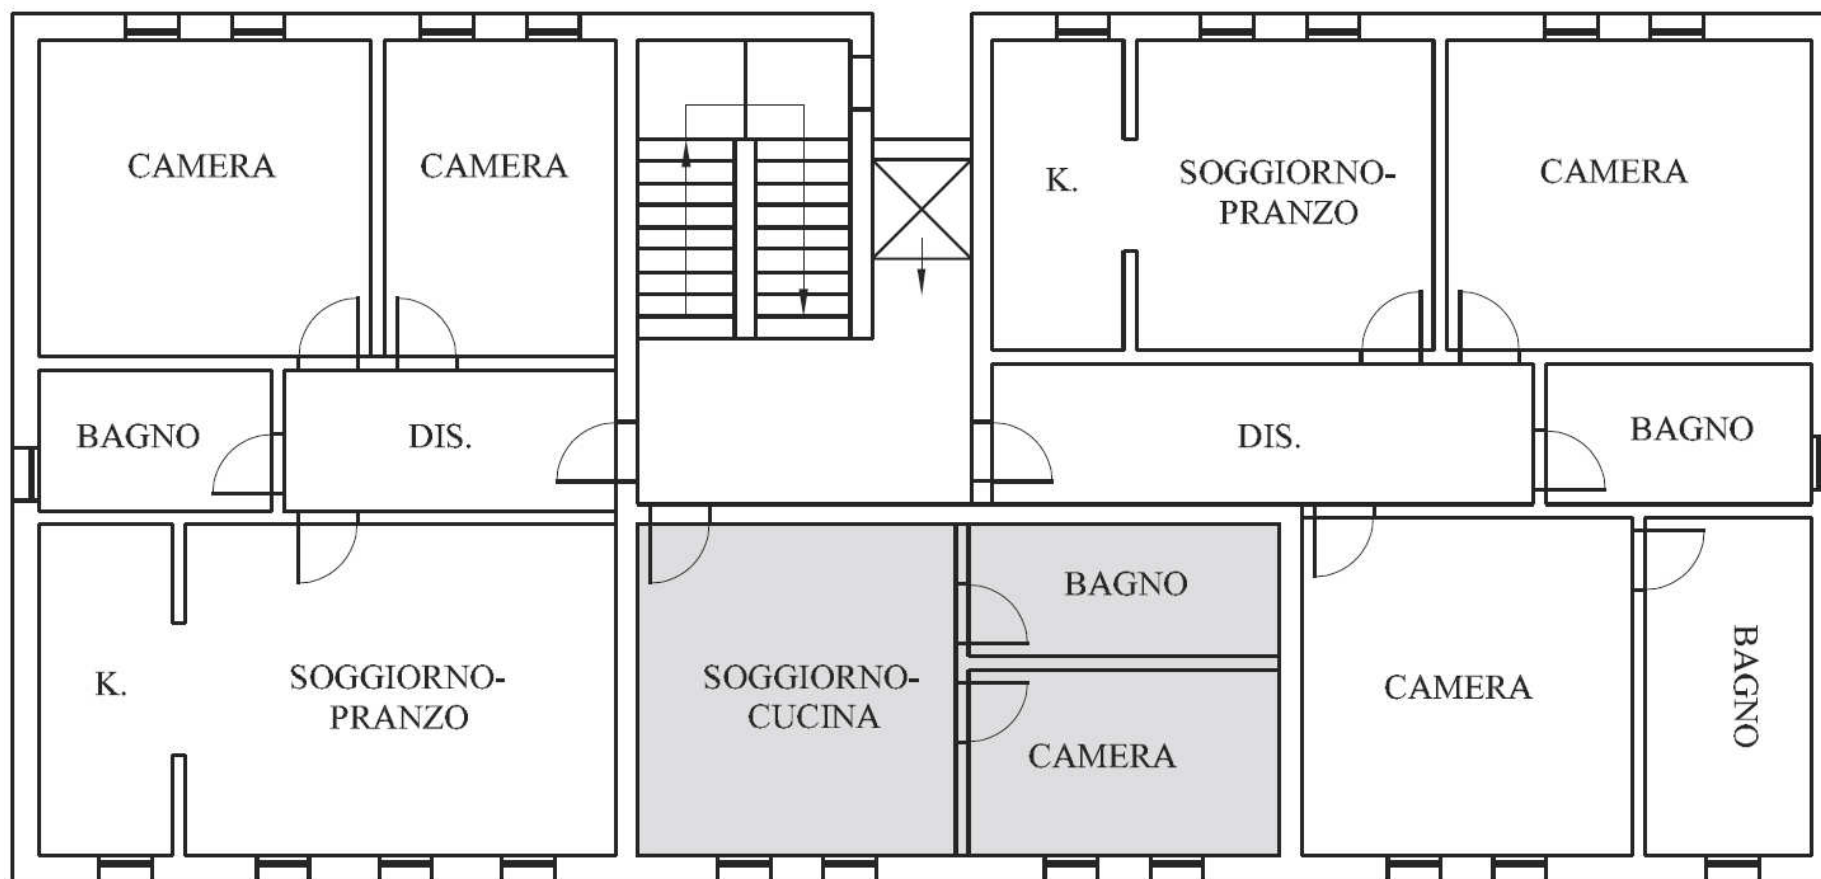 CAMERA
CAMERA
K.
SOGGIORNO-
PRANZO
CAMERA
BAGNO
DIS.
DIS.
BAGNO
K.
SOGGIORNO-
PRANZO
SOGGIORNO-
CUCINA
BAGNO
CAMERA
CAMERA
BAGNO